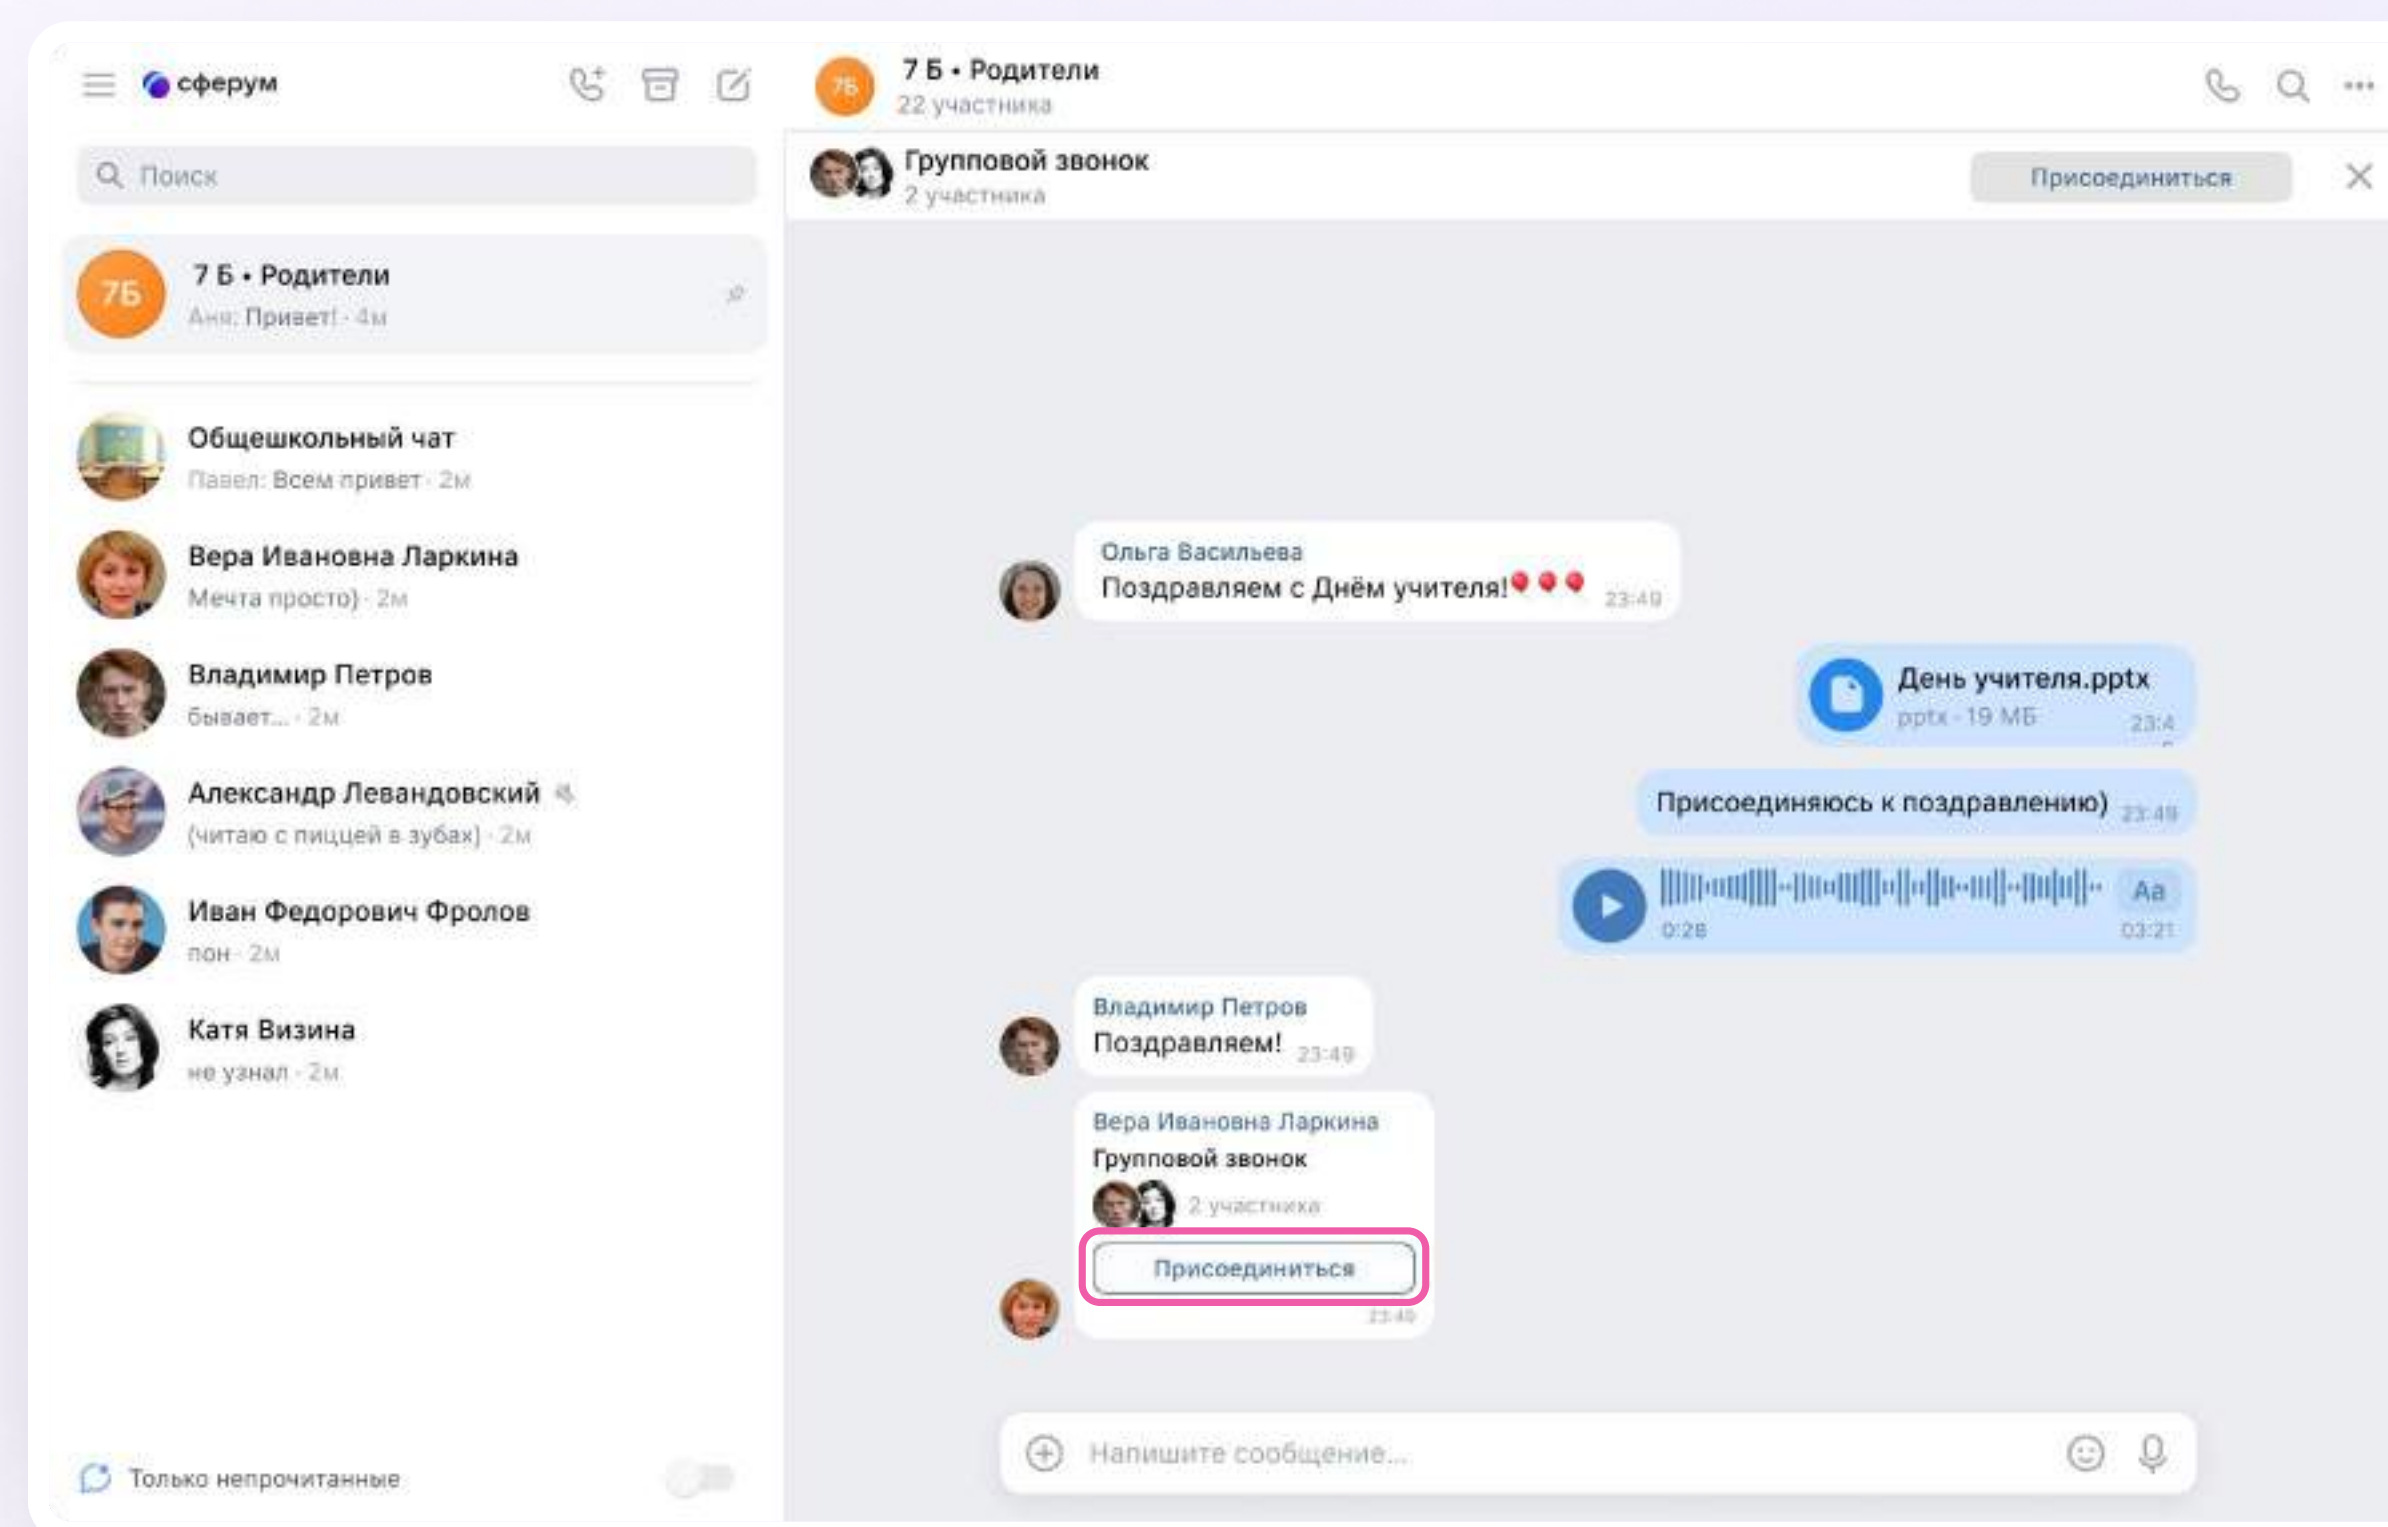 сферум
Поиск
7Б
7 Б • Родители
Аня: Привет! · 4м
Общешкольный чат
Павел: Всем привет · 2м
Вера Ивановна Ларкина
Мечта просто) · 2м
Владимир Петров
бывает... · 2м
Александр Левандовский
(читаю с пиццей в зубах) · 2м
Иван Федорович Фролов
пон · 2м
Катя Визина
не узнал · 2м
Только непрочитанные
7Б
7 Б • Родители
22 участника
Групповой звонок
2 участника
Присоединиться
Ольга Васильева
Поздравляем с Днём учителя!
23:49
День учителя.pptx
pptx · 19 МБ
23:4
Присоединяюсь к поздравлению)
23:49
Aa
0:28
03:21
Владимир Петров
Поздравляем!
23:49
Вера Ивановна Ларкина
Групповой звонок
2 участника
Присоединиться
23:49
Напишите сообщение...